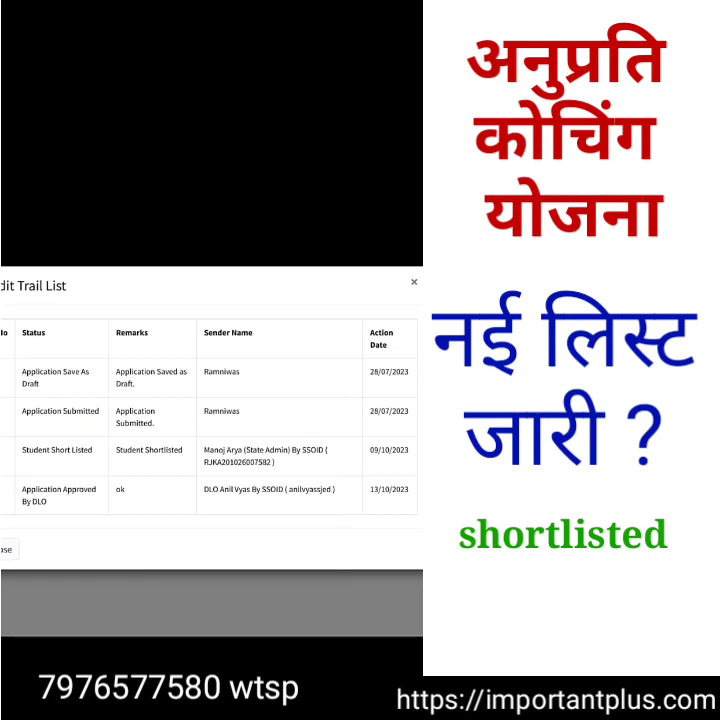 अनुप्रति
कोचिंग
योजना
नई लिस्ट
जारी ?
shortlisted
dit Trail List ×
lo Status Remarks Sender Name Action
Date
Application Save As Application Saved as Ramniwas 28/07/2023
Draft Draft.
Application Submitted Application Ramniwas 28/07/2023
Submitted.
Student Short Listed Student Shortlisted Manoj Arya (State Admin) By SSOID ( 09/10/2023
RJKA201026007582 )
Application Approved ok DLO Anil Vyas By SSOID ( anilvyassjed ) 13/10/2023
By DLO
ose
7976577580 wtsp
https://importantplus.com